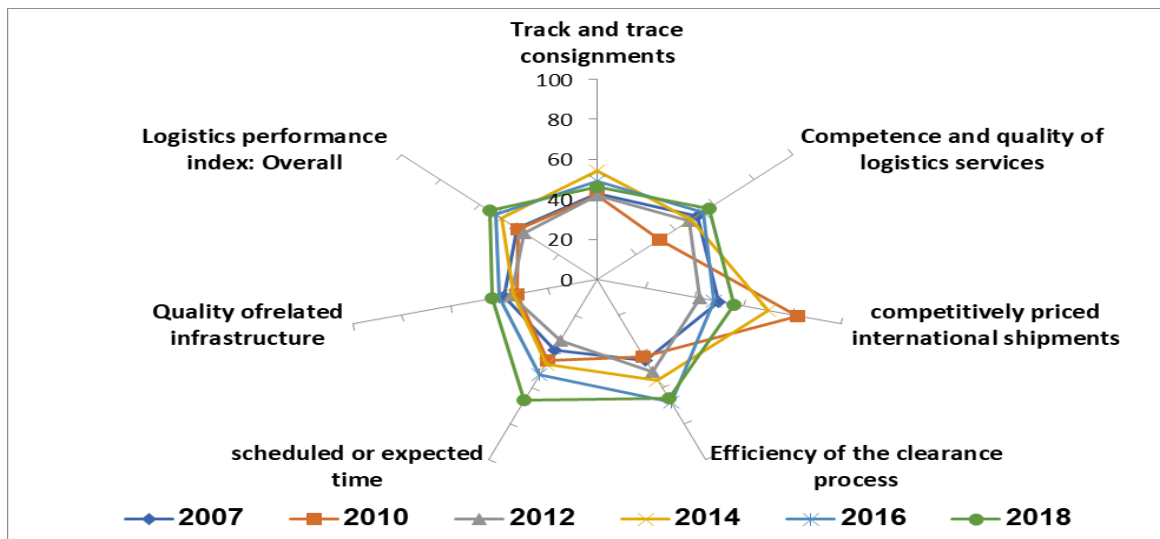 Track and trace
consignments
100
80
60
40
20
0
Competence and quality of
logistics services
competitively priced
international shipments
Efficiency of the clearance
process
scheduled or expected
time
Quality ofrelated
infrastructure
Logistics performance
index: Overall
2007 2010 2012 2014 2016 2018